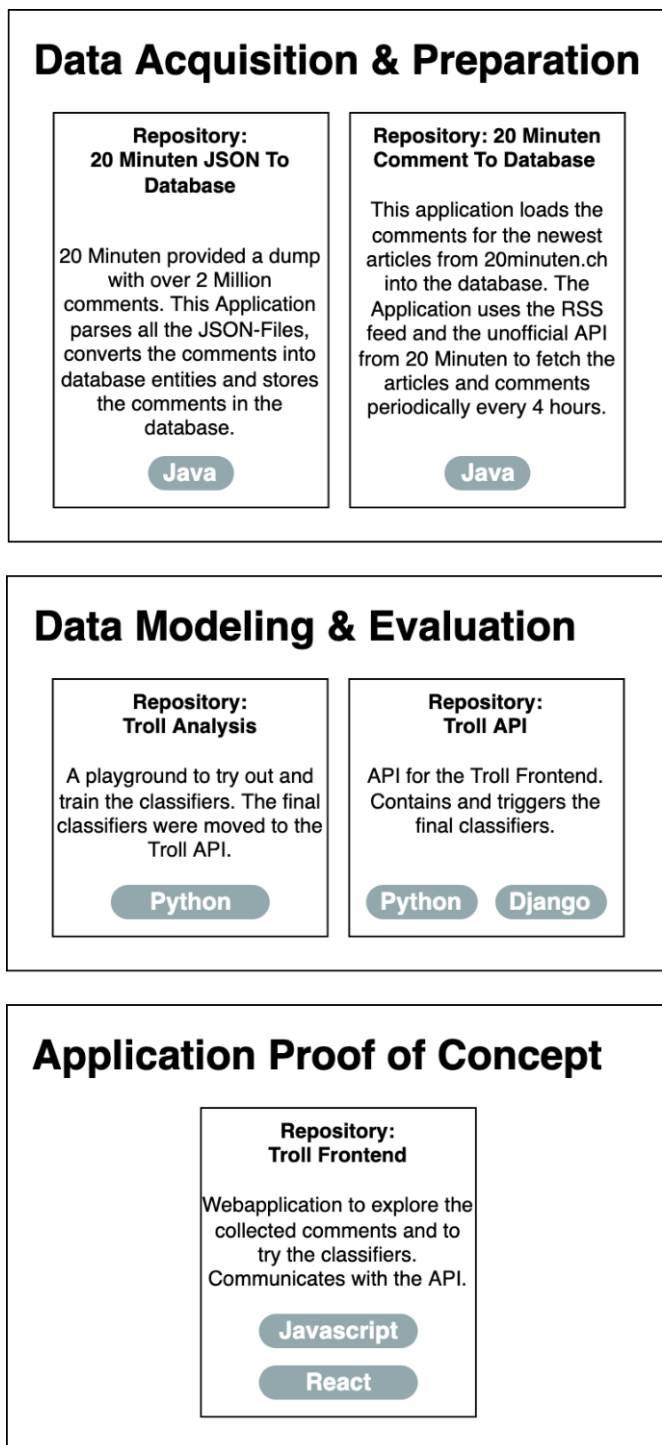 Data Acquisition & Preparation
Repository:
20 Minuten JSON To
Database
20 Minuten provided a dump
with over 2 Million
comments. This Application
parses all the JSON-Files,
converts the comments into
database entities and stores
the comments in the
database.
Java
Repository: 20 Minuten
Comment To Database
This application loads the
comments for the newest
articles from 20minuten.ch
into the database. The
Application uses the RSS
feed and the unofficial API
from 20 Minuten to fetch the
articles and comments
periodically every 4 hours.
Java
Data Modeling & Evaluation
Repository:
Troll Analysis
A playground to try out and
train the classifiers. The final
classifiers were moved to the
Troll API.
Python
Repository:
Troll API
API for the Troll Frontend.
Contains and triggers the
final classifiers.
Python Django
Application Proof of Concept
Repository:
Troll Frontend
Webapplication to explore the
collected comments and to
try the classifiers.
Communicates with the API.
Javascript
React